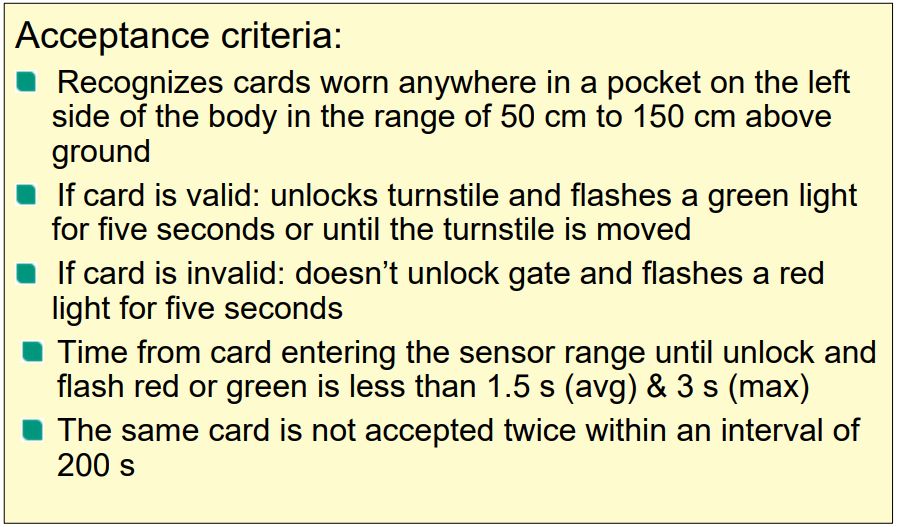 Acceptance criteria:
Recognizes cards worn anywhere in a pocket on the left
side of the body in the range of 50 cm to 150 cm above
ground
If card is valid: unlocks turnstile and flashes a green light
for five seconds or until the turnstile is moved
If card is invalid: doesn’t unlock gate and flashes a red
light for five seconds
Time from card entering the sensor range until unlock and
flash red or green is less than 1.5 s (avg) & 3 s (max)
The same card is not accepted twice within an interval of
200 s